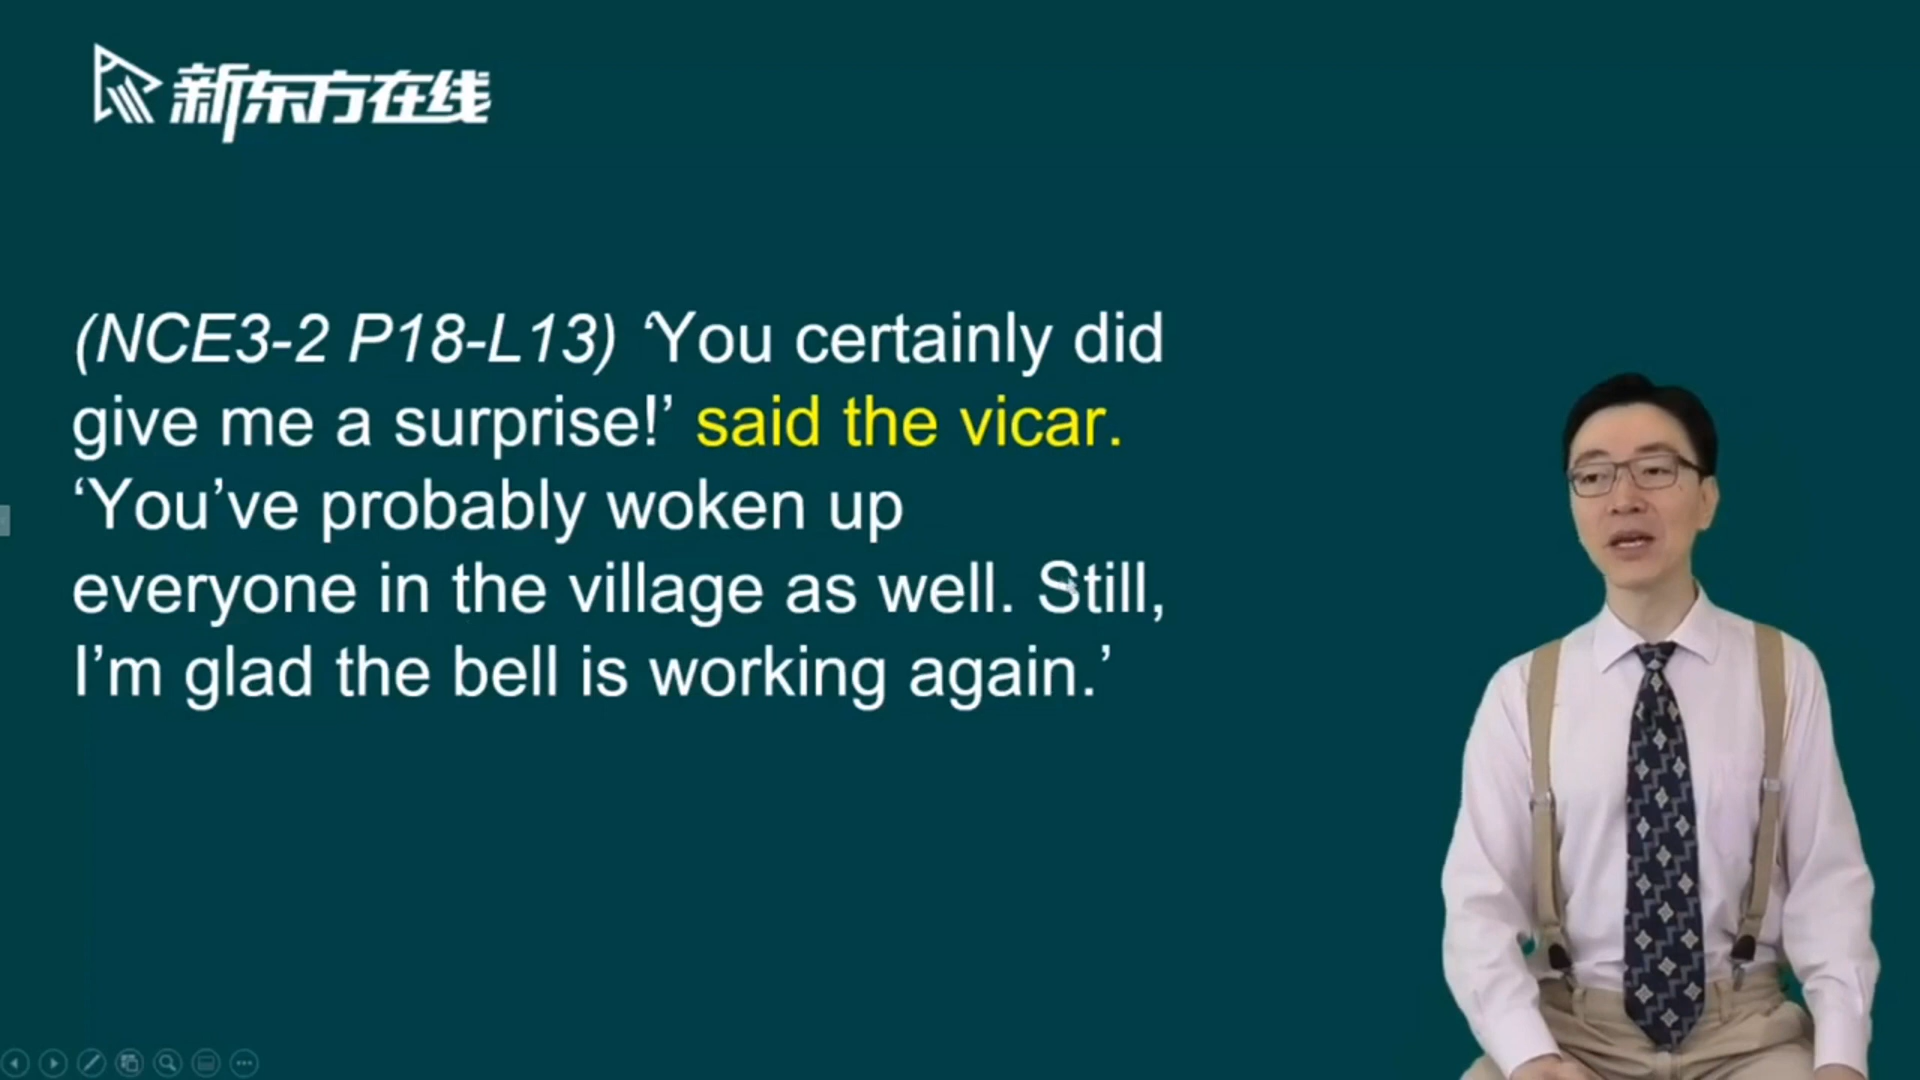 新东方在线
(NCE3-2 P18-L13) ‘You certainly did
give me a surprise!’ said the vicar.
‘You’ve probably woken up
everyone in the village as well. Still,
I’m glad the bell is working again.’